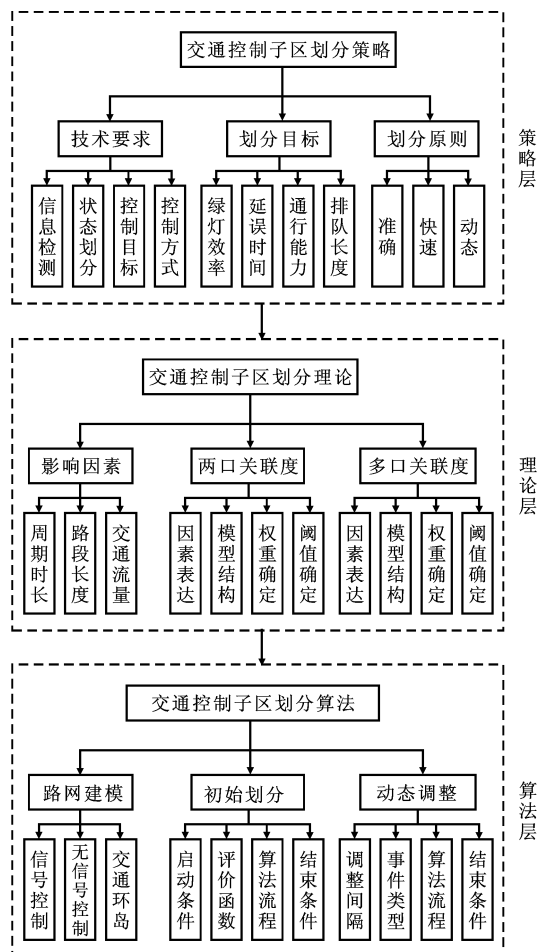 交通控制子区划分策略
技术要求
划分目标
划分原则
信息检测
状态划分
控制目标
控制方式
绿灯效率
延误时间
通行能力
排队长度
准确
快速
动态
策略层
交通控制子区划分理论
影响因素
两口关联度
多口关联度
周期时长
路段长度
交通流量
因素表达
模型结构
权重确定
阈值确定
因素表达
模型结构
权重确定
阈值确定
理论层
交通控制子区划分算法
路网建模
初始划分
动态调整
信号控制
无信号控制
交通环岛
启动条件
评价函数
算法流程
结束条件
调整间隔
事件类型
算法流程
结束条件
算法层